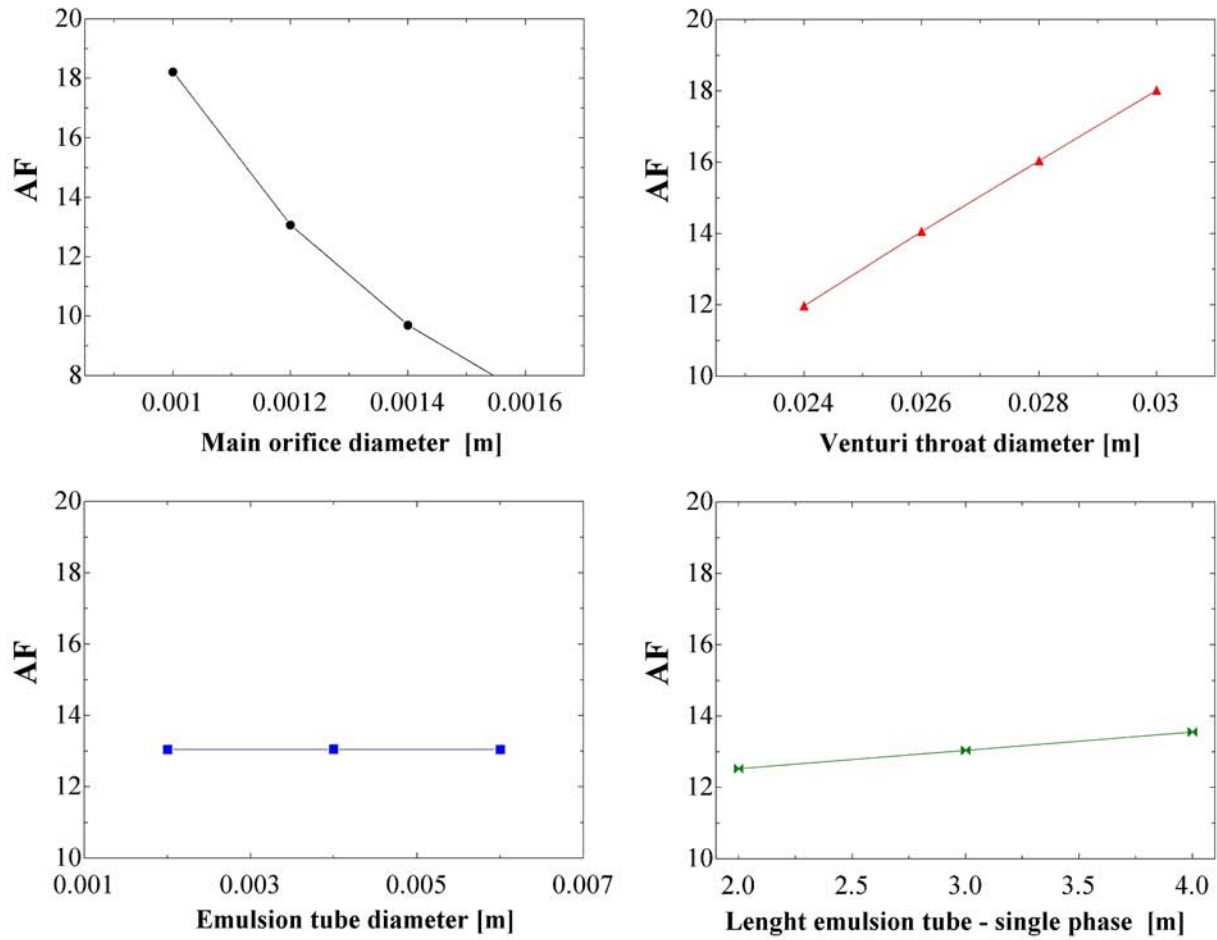 20
18
16
14
12
10
8
AF
0.001 0.0012 0.0014 0.0016
Main orifice diameter [m]
20
18
16
14
12
10
AF
0.024 0.026 0.028 0.03
Venturi throat diameter [m]
20
18
16
14
12
10
AF
0.001 0.003 0.005 0.007
Emulsion tube diameter [m]
20
18
16
14
12
10
AF
2.0 2.5 3.0 3.5 4.0
Lenght emulsion tube - single phase [m]